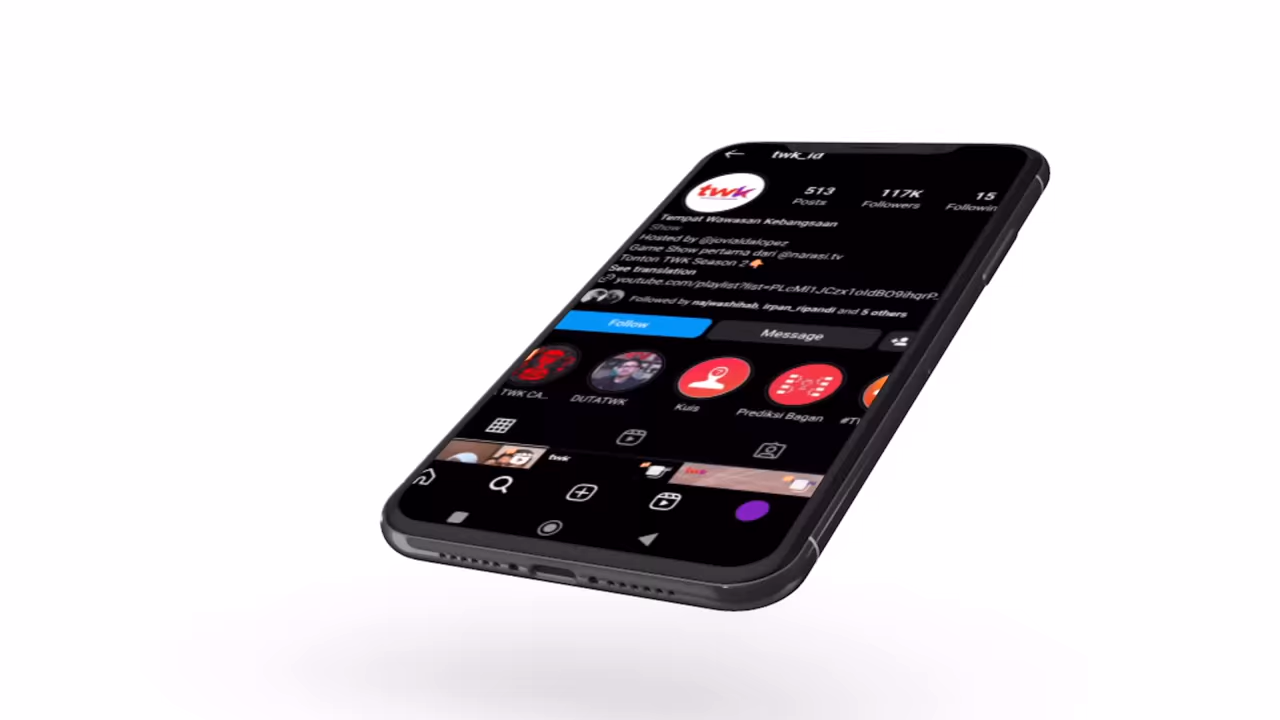 twk_id
twk
513 117K 15
Posts Followers Followin
Tempat Wawasan Kebangsaan
Show
Hosted by @jovialdalopez
Game Show pertama dari @narasi.tv
Tonton TWK Season 2
See translation
youtube.com/playlist?list=PLcMI1JCzx1oIdBO9ihqrP...
Followed by najwashihab, irpan_ripandi and 5 others
Follow Message
TWK CA... DUTATWK Kuis Prediksi Bagan #T
twk
twk